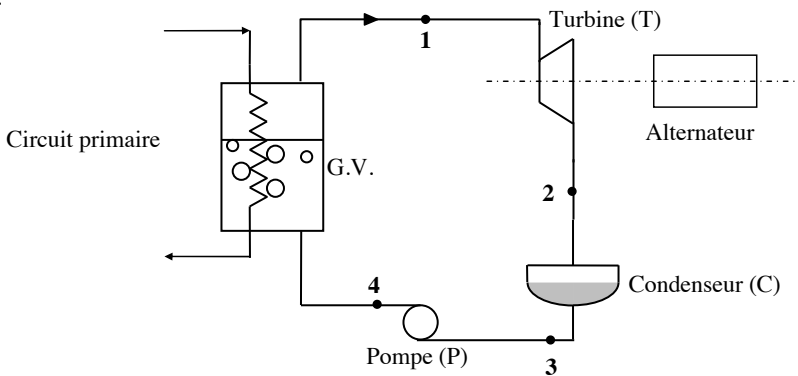 Turbine (T)
1
Circuit primaire
Alternateur
G.V.
2
4
Condenseur (C)
Pompe (P)
3